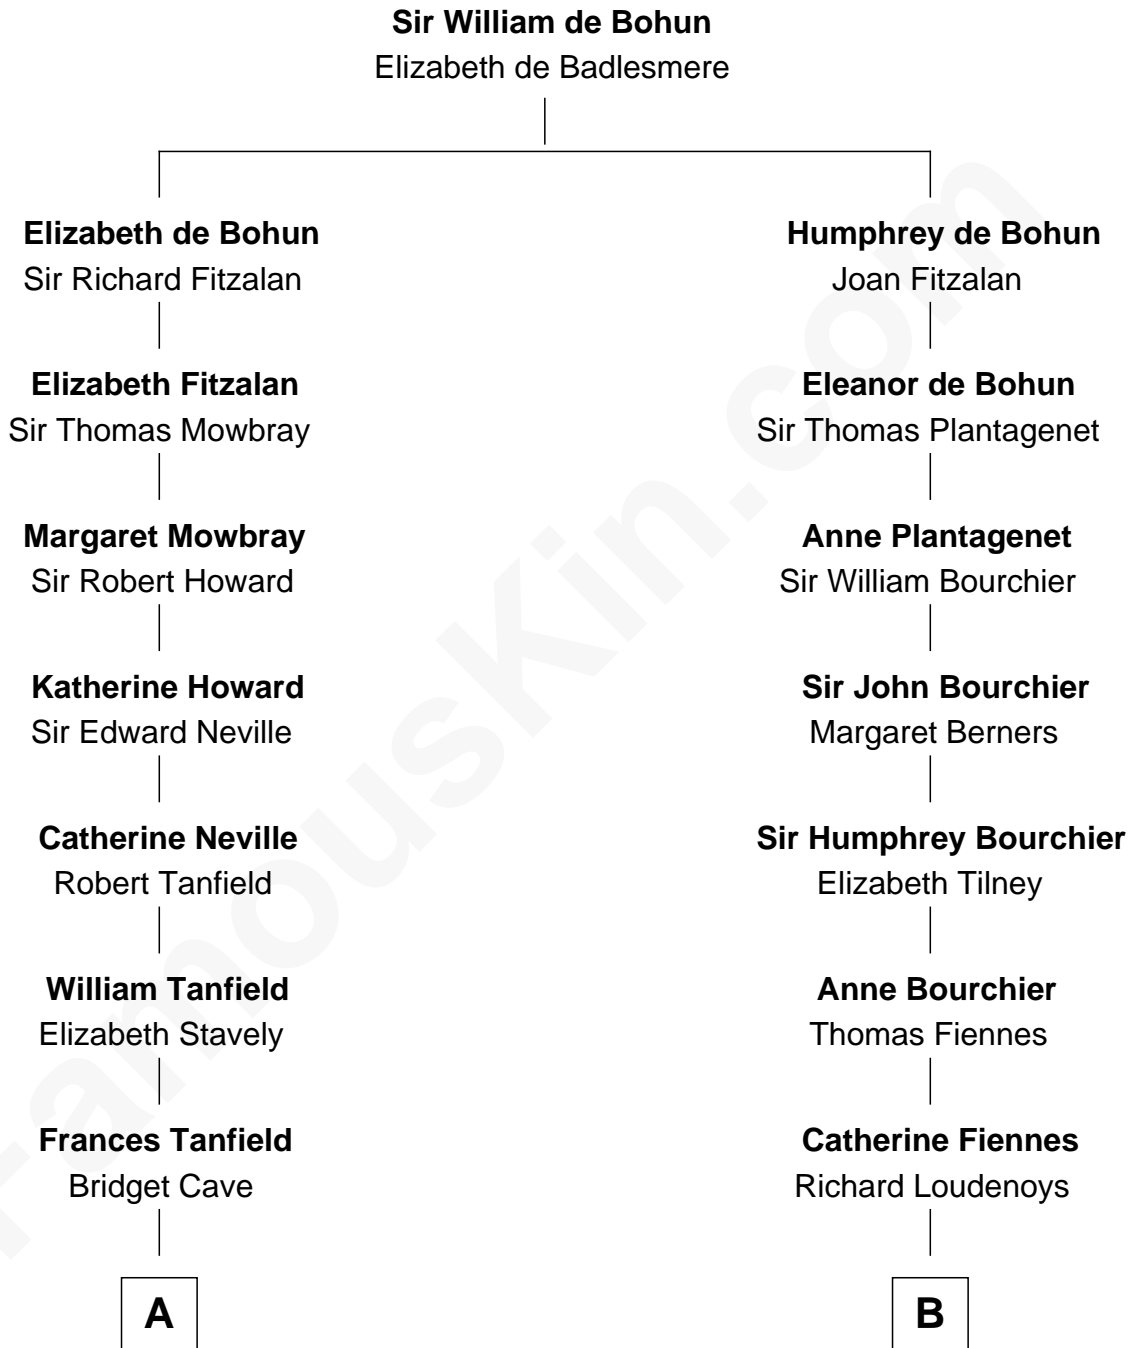 Sir William de Bohun
Elizabeth de Badlesmere
Elizabeth de Bohun
Sir Richard Fitzalan
Humphrey de Bohun
Joan Fitzalan
Elizabeth Fitzalan
Sir Thomas Mowbray
Eleanor de Bohun
Sir Thomas Plantagenet
Margaret Mowbray
Sir Robert Howard
Anne Plantagenet
Sir William Bourchier
Katherine Howard
Sir Edward Neville
Sir John Bourchier
Margaret Berners
Catherine Neville
Robert Tanfield
Sir Humphrey Bourchier
Elizabeth Tilney
William Tanfield
Elizabeth Stavely
Anne Bourchier
Thomas Fiennes
Frances Tanfield
Bridget Cave
Catherine Fiennes
Richard Loudenoys
A
B
FamousKin.com